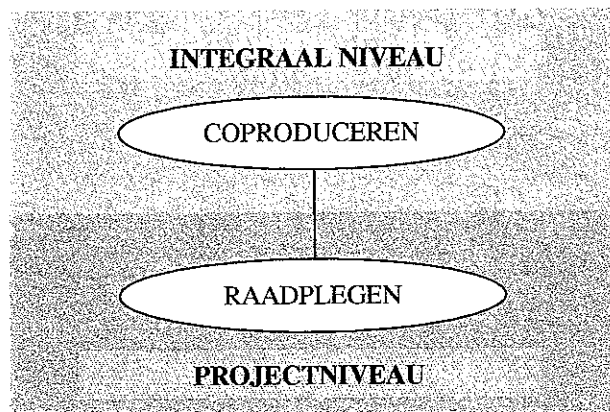 INTEGRAAL NIVEAU
COPRODUCEREN
RAADPLEGEN
PROJECTNIVEAU